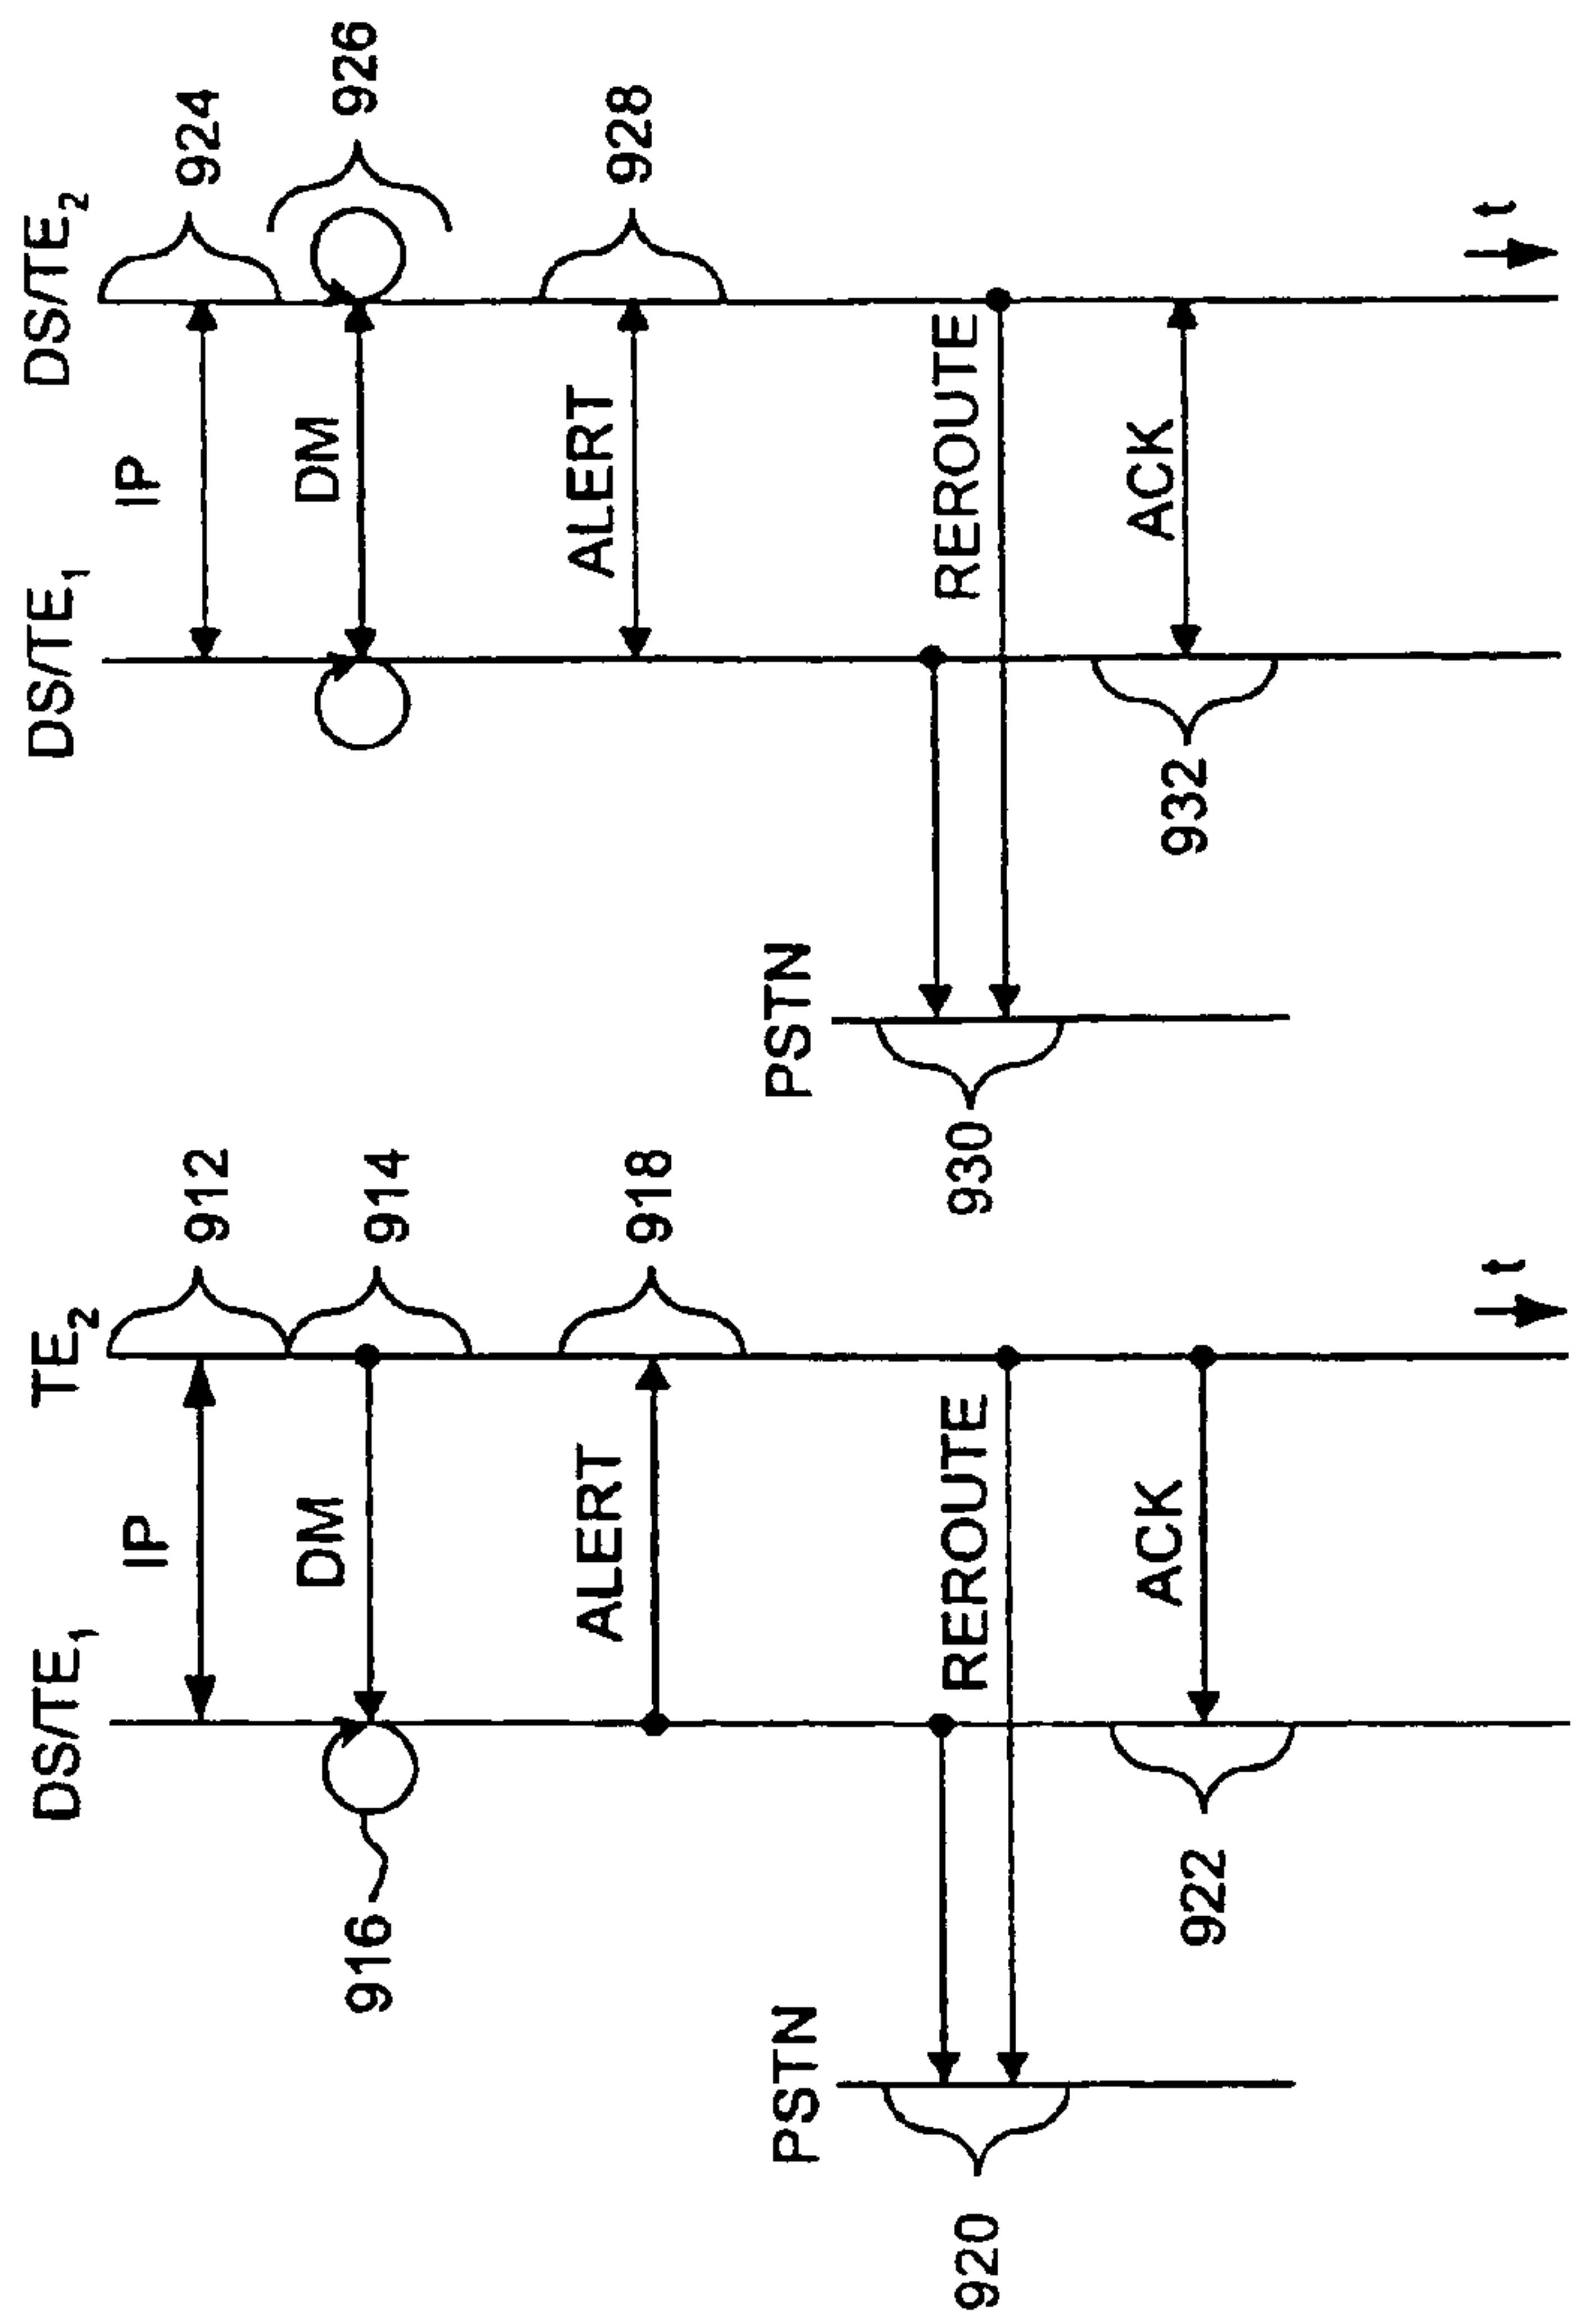 DS/TE1
TE2
IP
912
DM
914
916
ALERT
918
PSTN
REROUTE
920
ACK
922
t
DS/TE1
DS/TE2
IP
924
DM
926
ALERT
928
PSTN
REROUTE
930
ACK
932
t